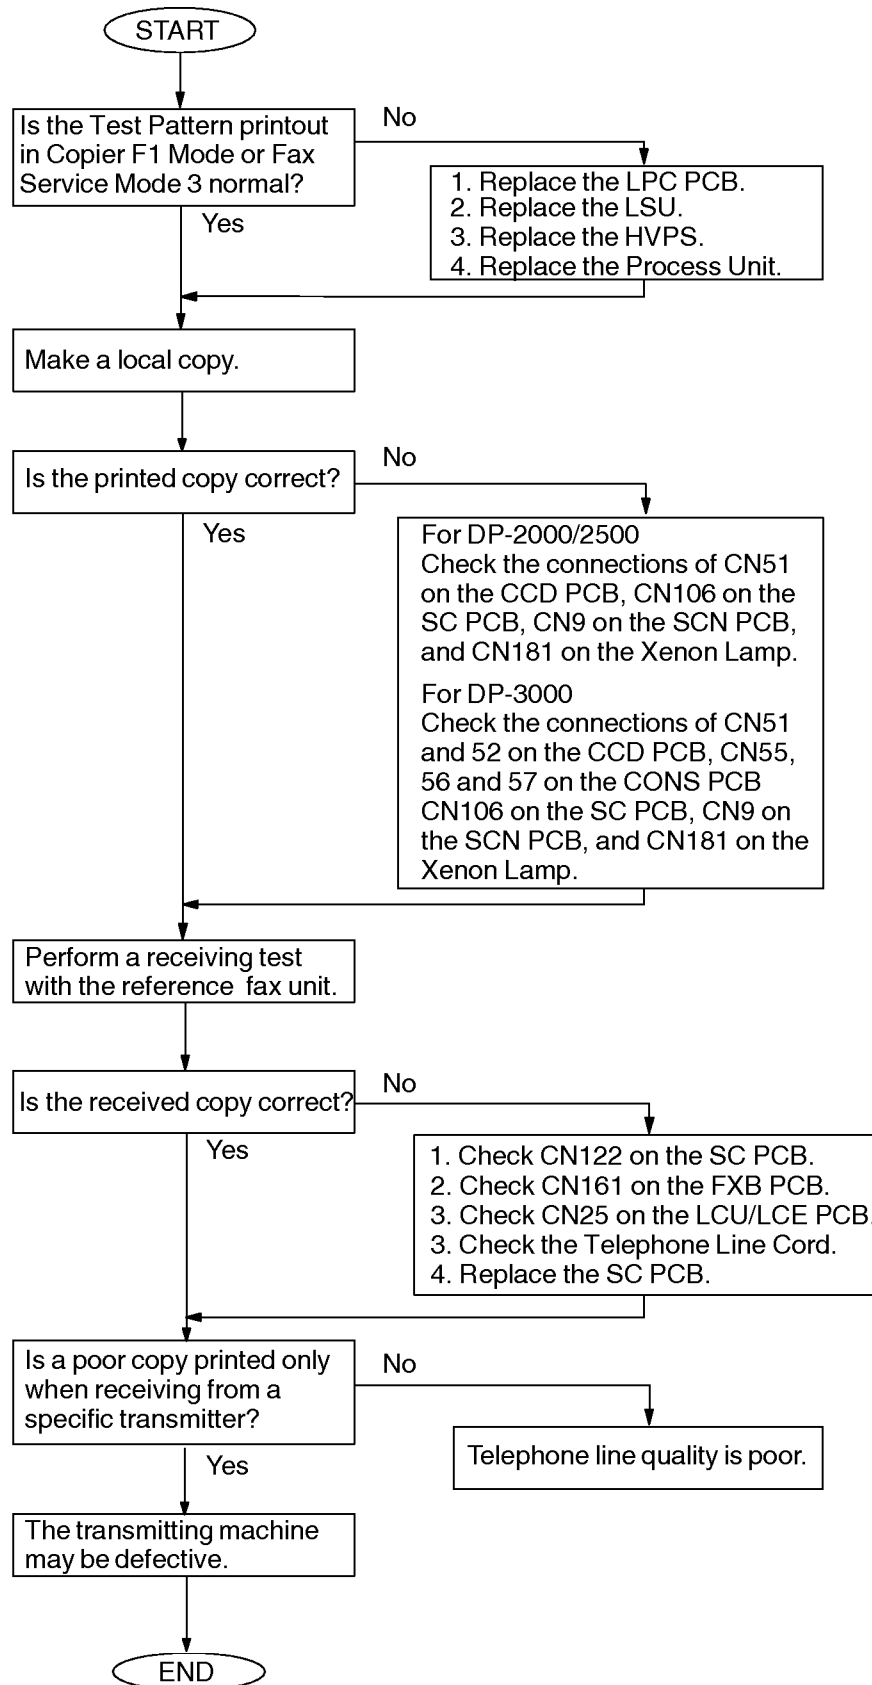 START
Is the Test Pattern printout
in Copier F1 Mode or Fax
Service Mode 3 normal?
No
Yes
1. Replace the LPC PCB.
2. Replace the LSU.
3. Replace the HVPS.
4. Replace the Process Unit.
Make a local copy.
Is the printed copy correct?
No
Yes
For DP-2000/2500
Check the connections of CN51
on the CCD PCB, CN106 on the
SC PCB, CN9 on the SCN PCB,
and CN181 on the Xenon Lamp.
For DP-3000
Check the connections of CN51
and 52 on the CCD PCB, CN55,
56 and 57 on the CONS PCB
CN106 on the SC PCB, CN9 on
the SCN PCB, and CN181 on the
Xenon Lamp.
Perform a receiving test
with the reference fax unit.
Is the received copy correct?
No
Yes
1. Check CN122 on the SC PCB.
2. Check CN161 on the FXB PCB.
3. Check CN25 on the LCU/LCE PCB.
3. Check the Telephone Line Cord.
4. Replace the SC PCB.
Is a poor copy printed only
when receiving from a
specific transmitter?
No
Yes
Telephone line quality is poor.
The transmitting machine
may be defective.
END